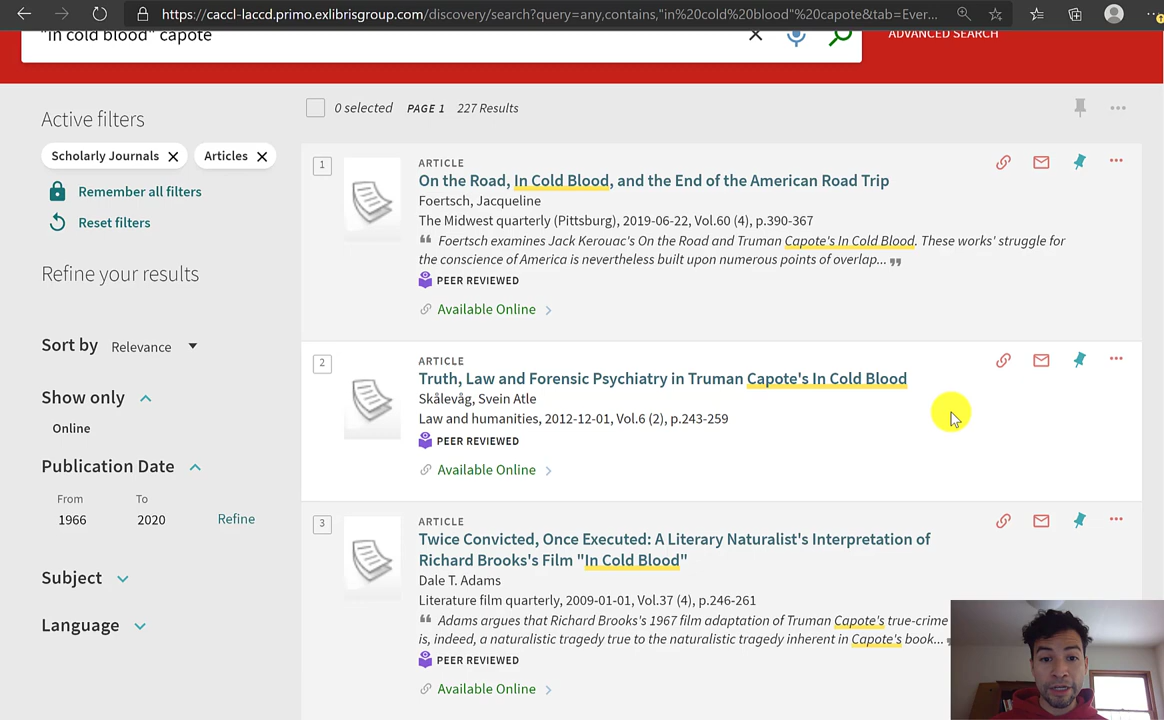 https://caccl-laccd.primo.exlibrisgroup.com/discovery/search?query=any,contains,"in%20cold%20blood"%20capote&tab=Ever...
"in cold blood" capote
ADVANCED SEARCH
Active filters
Scholarly Journals
Articles
Remember all filters
Reset filters
Refine your results
Sort by Relevance
Show only
Online
Publication Date
From To
1966 2020 Refine
Subject
Language
0 selected PAGE 1 227 Results
1
ARTICLE
On the Road, In Cold Blood, and the End of the American Road Trip
Foertsch, Jacqueline
The Midwest quarterly (Pittsburg), 2019-06-22, Vol.60 (4), p.390-367
“ Foertsch examines Jack Kerouac's On the Road and Truman Capote's In Cold Blood. These works' struggle for
the conscience of America is nevertheless built upon numerous points of overlap... ”
PEER REVIEWED
Available Online
2
ARTICLE
Truth, Law and Forensic Psychiatry in Truman Capote's In Cold Blood
Skålevåg, Svein Atle
Law and humanities, 2012-12-01, Vol.6 (2), p.243-259
PEER REVIEWED
Available Online
3
ARTICLE
Twice Convicted, Once Executed: A Literary Naturalist's Interpretation of
Richard Brooks's Film "In Cold Blood"
Dale T. Adams
Literature film quarterly, 2009-01-01, Vol.37 (4), p.246-261
“ Adams argues that Richard Brooks's 1967 film adaptation of Truman Capote's true-crime
is, indeed, a naturalistic tragedy true to the naturalistic tragedy inherent in Capote's book...
PEER REVIEWED
Available Online